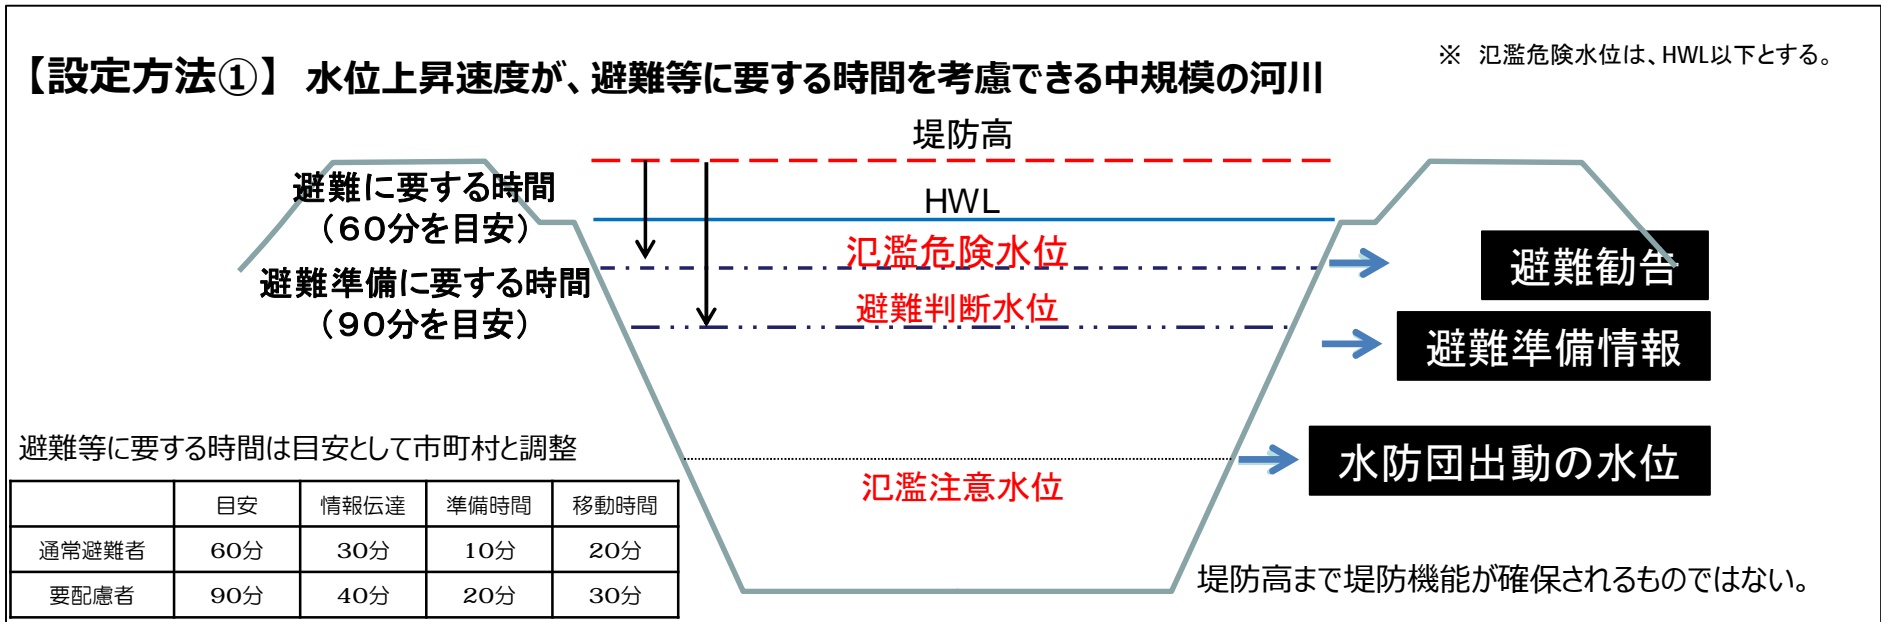 【設定方法①】 水位上昇速度が、避難等に要する時間を考慮できる中規模の河川
※ 氾濫危険水位は、HWL以下とする。
堤防高
避難に要する時間
（60分を目安）
HWL
氾濫危険水位
避難勧告
避難準備に要する時間
（90分を目安）
避難判断水位
避難準備情報
避難等に要する時間は目安として市町村と調整
水防団出動の水位
氾濫注意水位
目安 情報伝達 準備時間 移動時間
通常避難者 60分 30分 10分 20分
要配慮者 90分 40分 20分 30分
堤防高まで堤防機能が確保されるものではない。